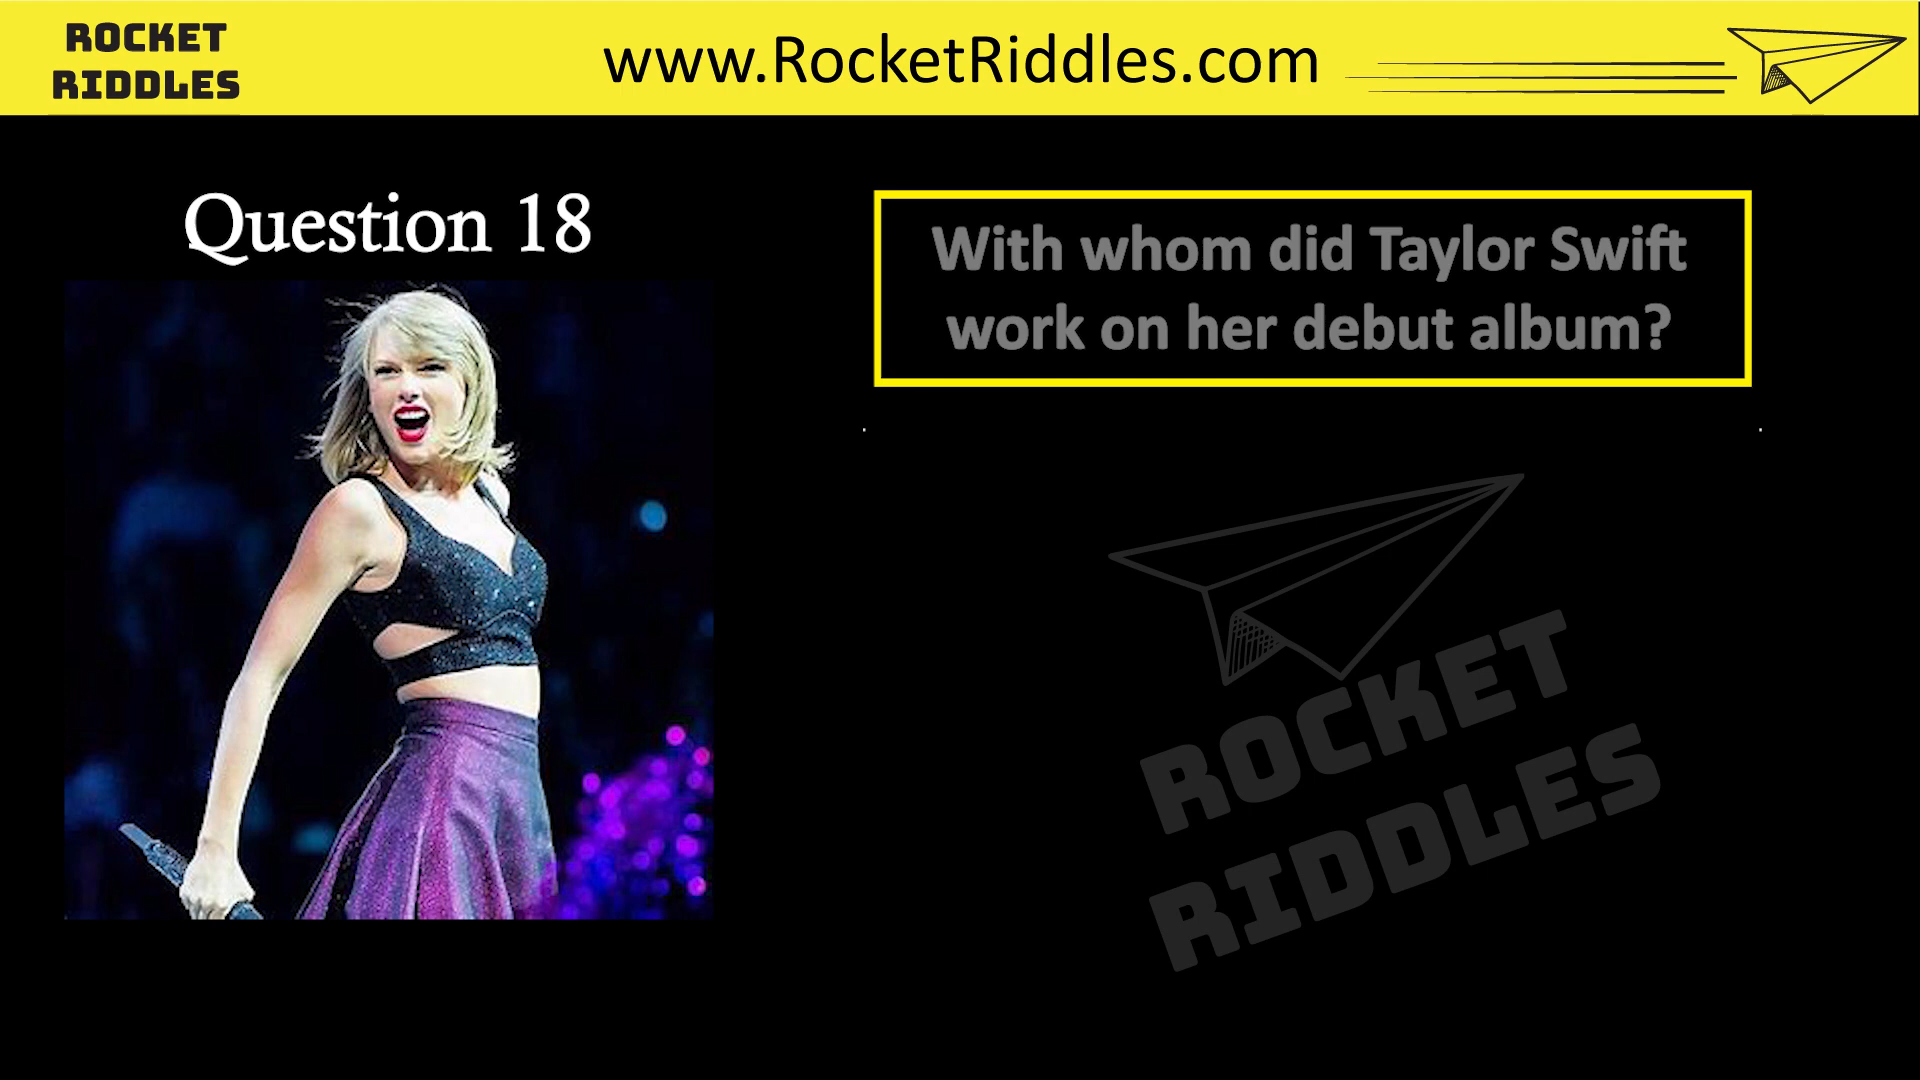 ROCKET
RIDDLES
www.RocketRiddles.com
Question 18
With whom did Taylor Swift
work on her debut album?
ROCKET
RIDDLES